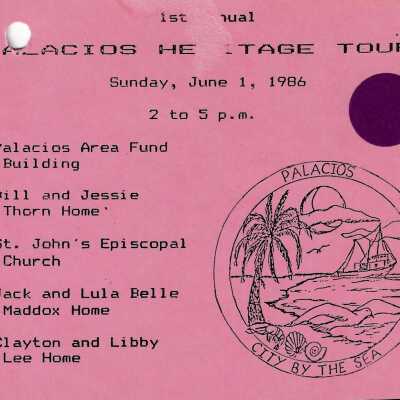 1st nual
ALACIOS HE ITAGE TOUR
Sunday, June 1, 1986
2 to 5 p.m.
Palacios Area Fund
Building
Bill and Jessie
Thorn Home
St. John's Episcopal
Church
Jack and Lula Belle
Maddox Home
Clayton and Libby
Lee Home
PALACIOS
CITY BY THE SEA